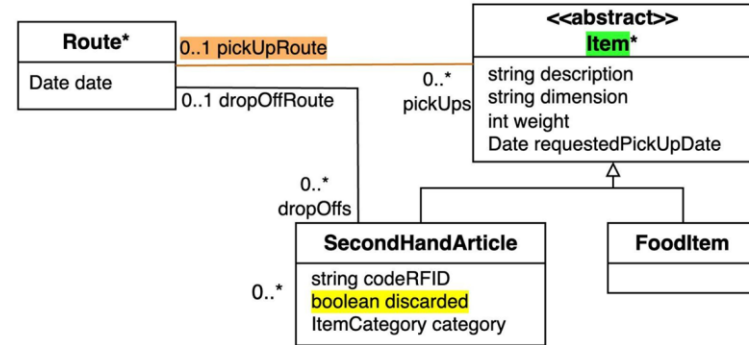 Route*
Date date
0..1 pickUpRoute
0..1 dropOffRoute
0..*
pickUps
<<abstract>>
Item*
string description
string dimension
int weight
Date requestedPickUpDate
0..*
dropOffs
0..*
SecondHandArticle
string codeRFID
boolean discarded
ItemCategory category
FoodItem